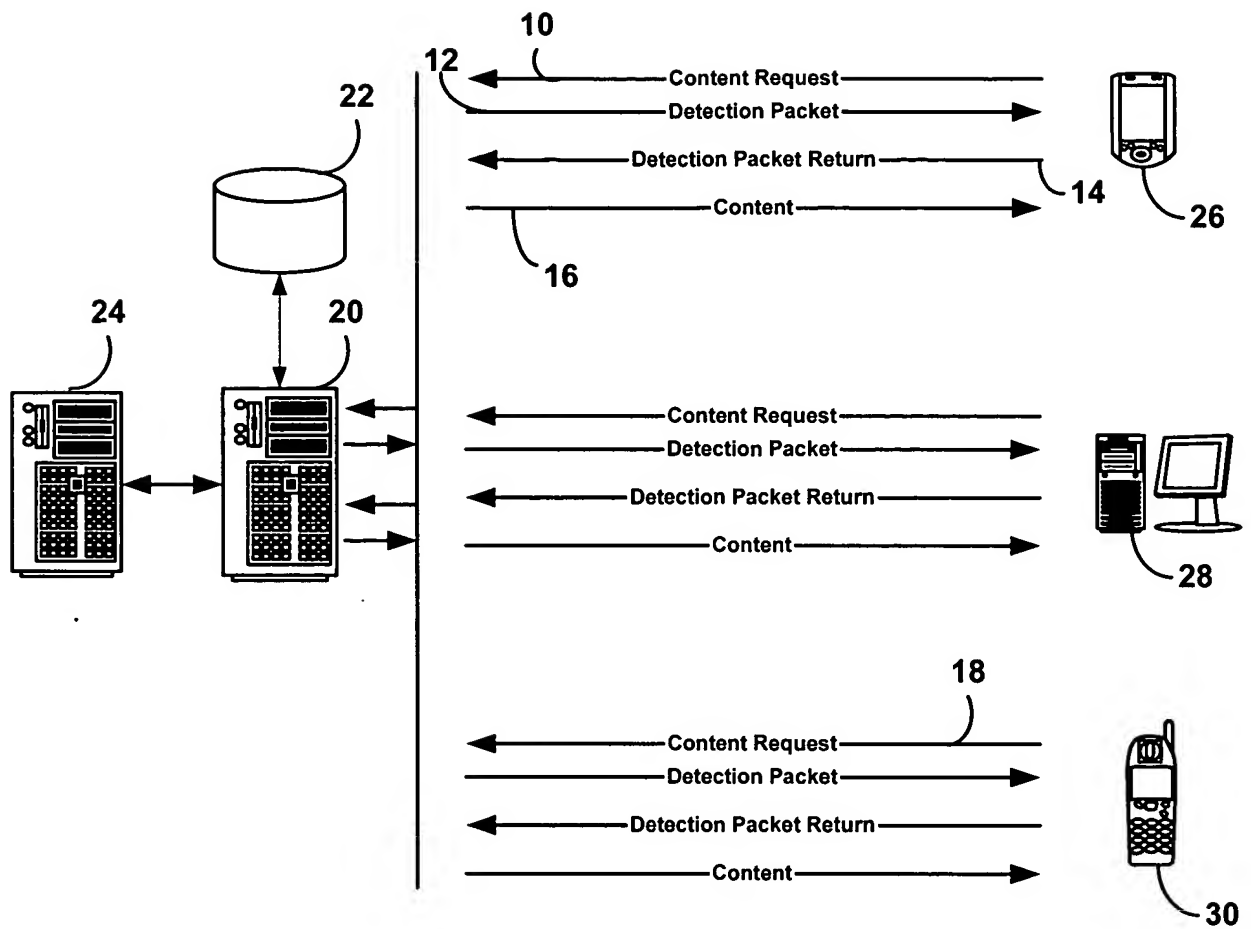 10
12
Content Request
22
Detection Packet
Detection Packet Return
14
26
Content
16
24
20
Content Request
Detection Packet
Detection Packet Return
Content
28
18
Content Request
Detection Packet
Detection Packet Return
Content
30